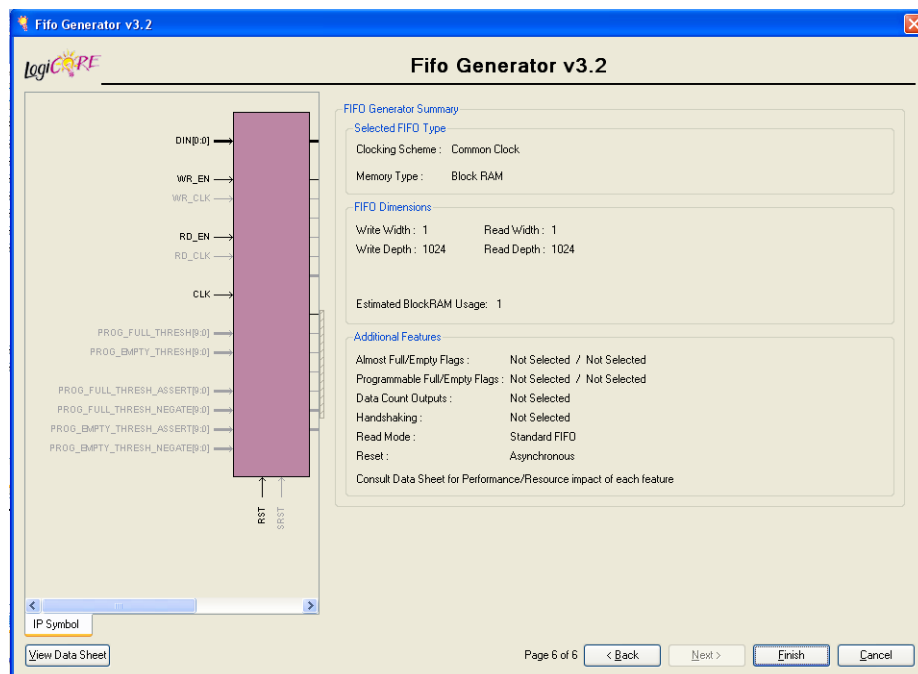 Fifo Generator v3.2
LogiCORE
Fifo Generator v3.2
DIN[0:0]
WR_EN
WR_CLK
RD_EN
RD_CLK
CLK
PROG_FULL_THRESH[9:0]
PROG_EMPTY_THRESH[9:0]
PROG_FULL_THRESH_ASSERT[9:0]
PROG_FULL_THRESH_NEGATE[9:0]
PROG_EMPTY_THRESH_ASSERT[9:0]
PROG_EMPTY_THRESH_NEGATE[9:0]
RST
SRST
IP Symbol
FIFO Generator Summary
Selected FIFO Type
Clocking Scheme : Common Clock
Memory Type : Block RAM
FIFO Dimensions
Write Width : 1 Read Width : 1
Write Depth : 1024 Read Depth : 1024
Estimated BlockRAM Usage: 1
Additional Features
Almost Full/Empty Flags : Not Selected / Not Selected
Programmable Full/Empty Flags : Not Selected / Not Selected
Data Count Outputs : Not Selected
Handshaking : Not Selected
Read Mode : Standard FIFO
Reset : Asynchronous
Consult Data Sheet for Performance/Resource impact of each feature
View Data Sheet Page 6 of 6 < Back Next > Finish Cancel